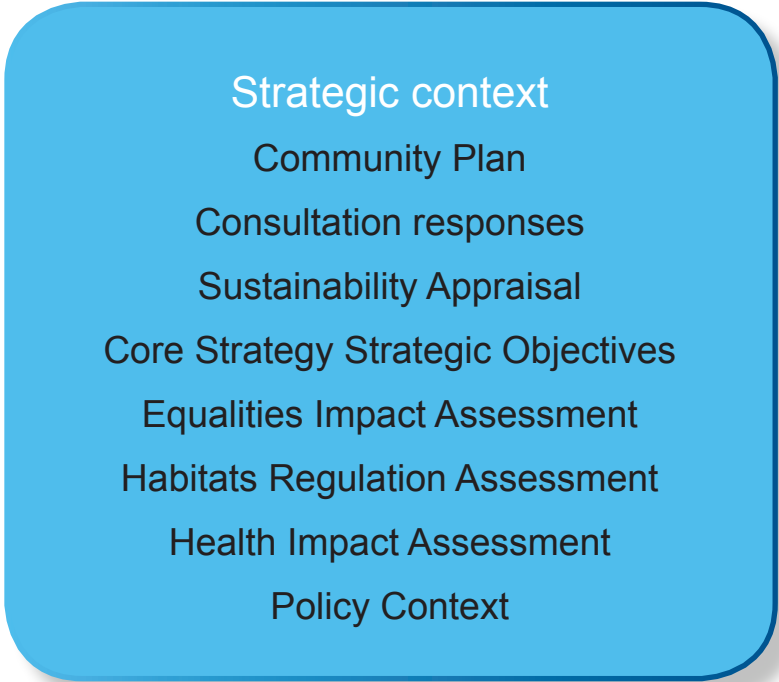 Strategic context
Community Plan
Consultation responses
Sustainability Appraisal
Core Strategy Strategic Objectives
Equalities Impact Assessment
Habitats Regulation Assessment
Health Impact Assessment
Policy Context